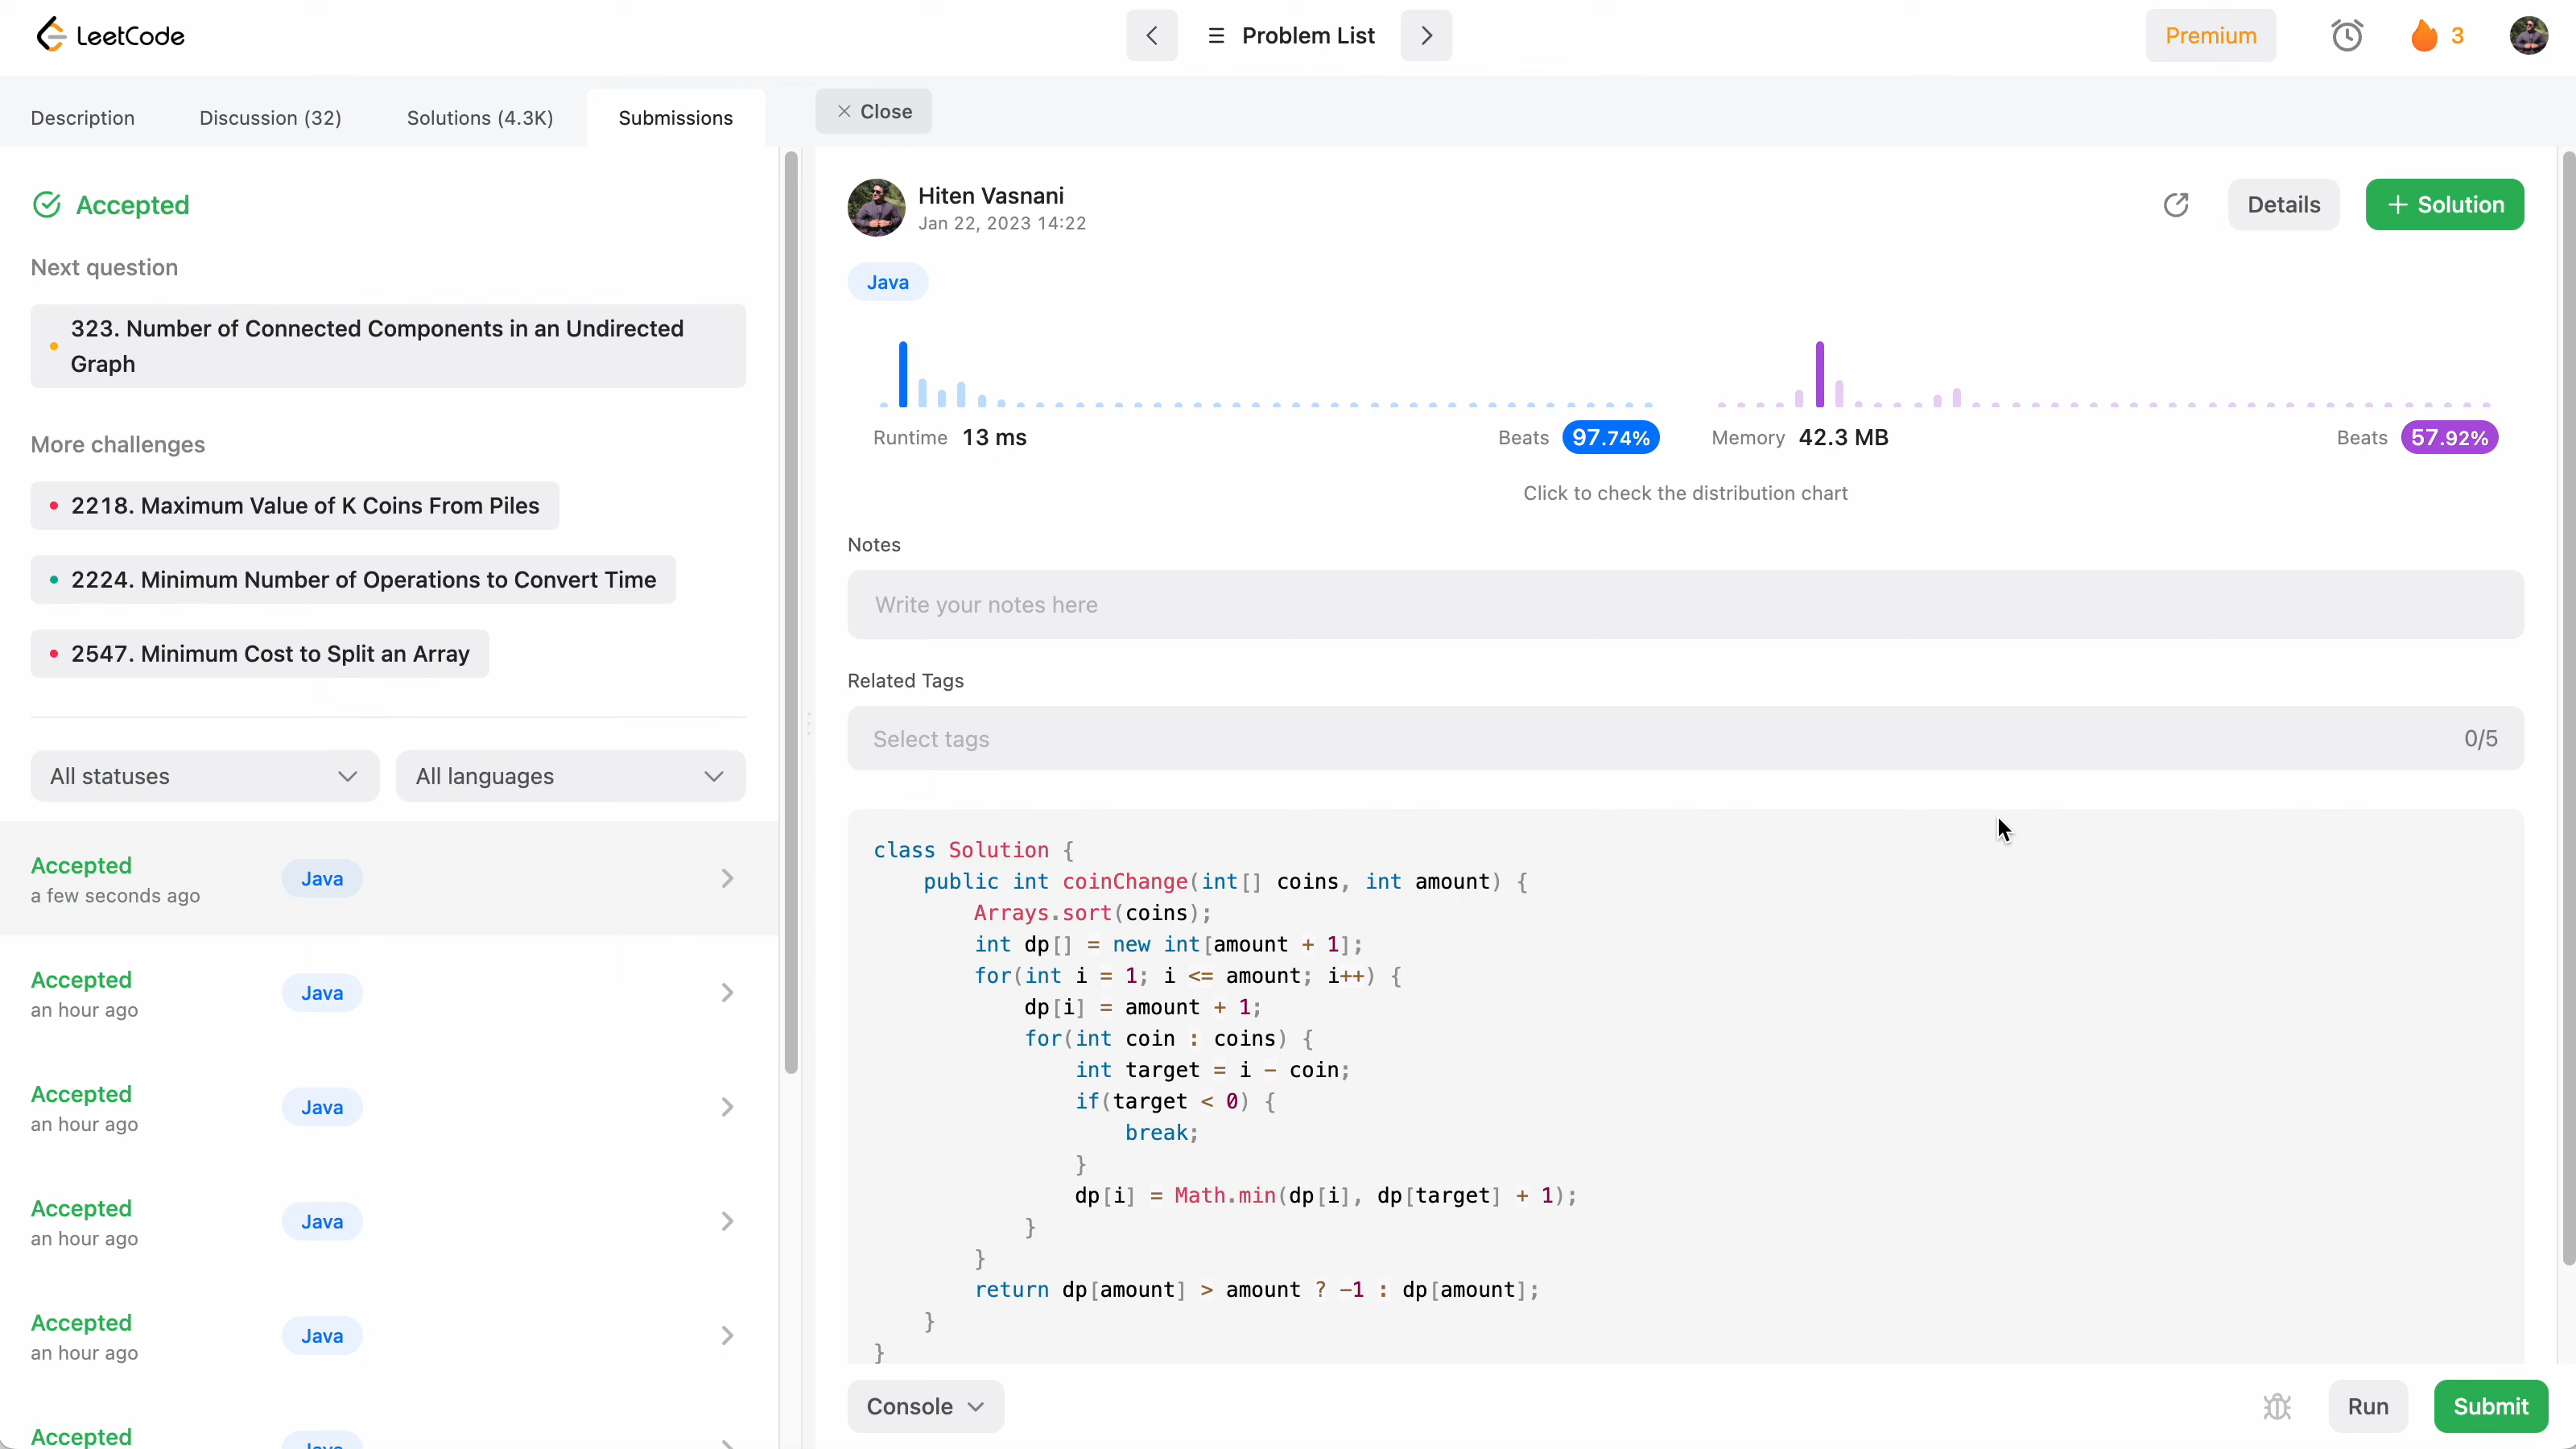 LeetCode
Problem List
Premium
3
Description
Discussion (32)
Solutions (4.3K)
Submissions
Close
Accepted
Next question
323. Number of Connected Components in an Undirected
Graph
More challenges
2218. Maximum Value of K Coins From Piles
2224. Minimum Number of Operations to Convert Time
2547. Minimum Cost to Split an Array
All statuses
All languages
Accepted
a few seconds ago
Java
Accepted
an hour ago
Java
Accepted
an hour ago
Java
Accepted
an hour ago
Java
Accepted
an hour ago
Java
Accepted
Java
Hiten Vasnani
Jan 22, 2023 14:22
Details
+ Solution
Java
Runtime 13 ms
Beats 97.74%
Memory 42.3 MB
Beats 57.92%
Click to check the distribution chart
Notes
Write your notes here
Related Tags
Select tags
0/5
class Solution {
    public int coinChange(int[] coins, int amount) {
        Arrays.sort(coins);
        int dp[] = new int[amount + 1];
        for(int i = 1; i <= amount; i++) {
            dp[i] = amount + 1;
            for(int coin : coins) {
                int target = i - coin;
                if(target < 0) {
                    break;
                }
                dp[i] = Math.min(dp[i], dp[target] + 1);
            }
        }
        return dp[amount] > amount ? -1 : dp[amount];
    }
}
Console
Run
Submit